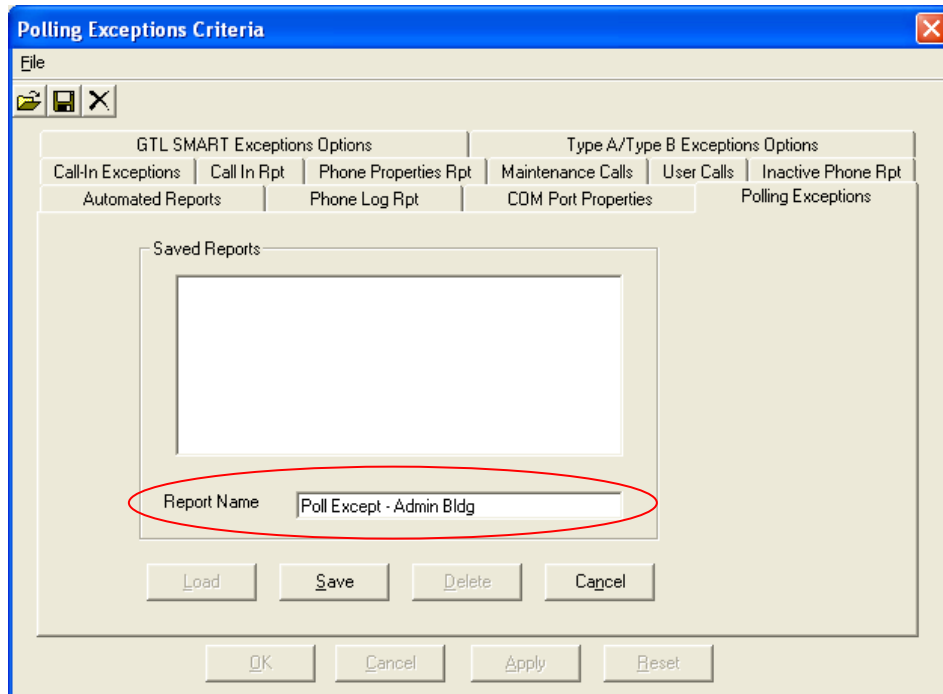 Polling Exceptions Criteria
File
GTL SMART Exceptions Options Type A/Type B Exceptions Options
Call-In Exceptions Call In Rpt Phone Properties Rpt Maintenance Calls User Calls Inactive Phone Rpt
Automated Reports Phone Log Rpt COM Port Properties Polling Exceptions
Saved Reports
Report Name Poll Except - Admin Bldg
Load Save Delete Cancel
OK Cancel Apply Reset